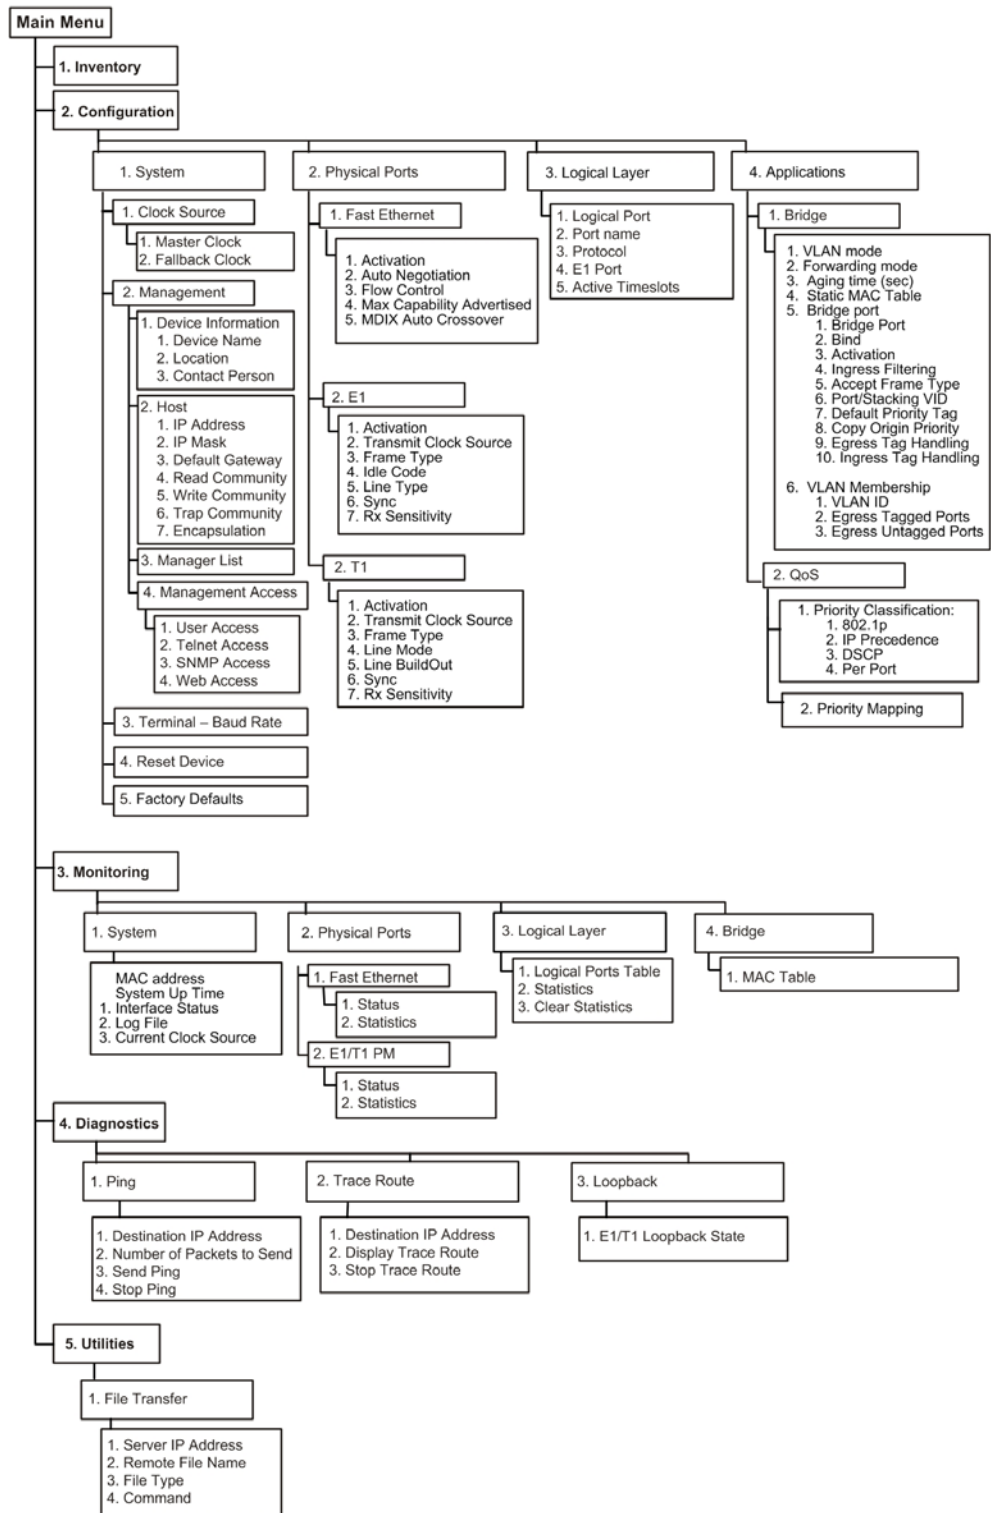 Main Menu
1. Inventory
2. Configuration
1. System
1. Clock Source
1. Master Clock
2. Fallback Clock
2. Management
1. Device Information
1. Device Name
2. Location
3. Contact Person
2. Host
1. IP Address
2. IP Mask
3. Default Gateway
4. Read Community
5. Write Community
6. Trap Community
7. Encapsulation
3. Manager List
4. Management Access
1. User Access
2. Telnet Access
3. SNMP Access
4. Web Access
3. Terminal – Baud Rate
4. Reset Device
5. Factory Defaults
2. Physical Ports
1. Fast Ethernet
1. Activation
2. Auto Negotiation
3. Flow Control
4. Max Capability Advertised
5. MDIX Auto Crossover
2. E1
1. Activation
2. Transmit Clock Source
3. Frame Type
4. Idle Code
5. Line Type
6. Sync
7. Rx Sensitivity
2. T1
1. Activation
2. Transmit Clock Source
3. Frame Type
4. Line Mode
5. Line BuildOut
6. Sync
7. Rx Sensitivity
3. Logical Layer
1. Logical Port
2. Port name
3. Protocol
4. E1 Port
5. Active Timeslots
4. Applications
1. Bridge
1. VLAN mode
2. Forwarding mode
3. Aging time (sec)
4. Static MAC Table
5. Bridge port
1. Bridge Port
2. Bind
3. Activation
4. Ingress Filtering
5. Accept Frame Type
6. Port/Stacking VID
7. Default Priority Tag
8. Copy Origin Priority
9. Egress Tag Handling
10. Ingress Tag Handling
6. VLAN Membership
1. VLAN ID
2. Egress Tagged Ports
3. Egress Untagged Ports
2. QoS
1. Priority Classification:
1. 802.1p
2. IP Precedence
3. DSCP
4. Per Port
2. Priority Mapping
3. Monitoring
1. System
MAC address
System Up Time
1. Interface Status
2. Log File
3. Current Clock Source
2. Physical Ports
1. Fast Ethernet
1. Status
2. Statistics
2. E1/T1 PM
1. Status
2. Statistics
3. Logical Layer
1. Logical Ports Table
2. Statistics
3. Clear Statistics
4. Bridge
1. MAC Table
4. Diagnostics
1. Ping
1. Destination IP Address
2. Number of Packets to Send
3. Send Ping
4. Stop Ping
2. Trace Route
1. Destination IP Address
2. Display Trace Route
3. Stop Trace Route
3. Loopback
1. E1/T1 Loopback State
5. Utilities
1. File Transfer
1. Server IP Address
2. Remote File Name
3. File Type
4. Command